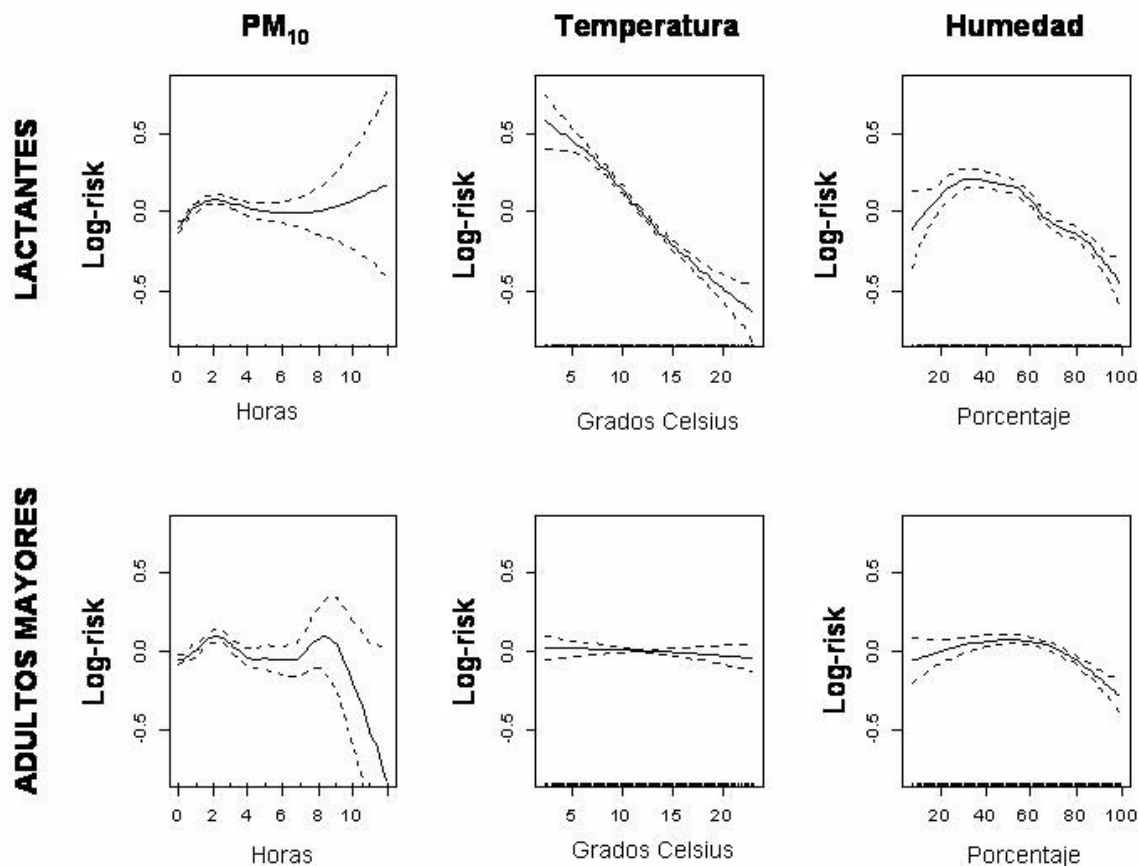 PM₁₀ Temperatura Humedad
LACTANTES
Log-risk
0.5
0.0
-0.5
0 2 4 6 8 10
Horas
Log-risk
0.5
0.0
-0.5
5 10 15 20
Grados Celsius
Log-risk
0.5
0.0
-0.5
20 40 60 80 100
Porcentaje
ADULTOS MAYORES
Log-risk
0.5
0.0
-0.5
0 2 4 6 8 10
Horas
Log-risk
0.5
0.0
-0.5
5 10 15 20
Grados Celsius
Log-risk
0.5
0.0
-0.5
20 40 60 80 100
Porcentaje